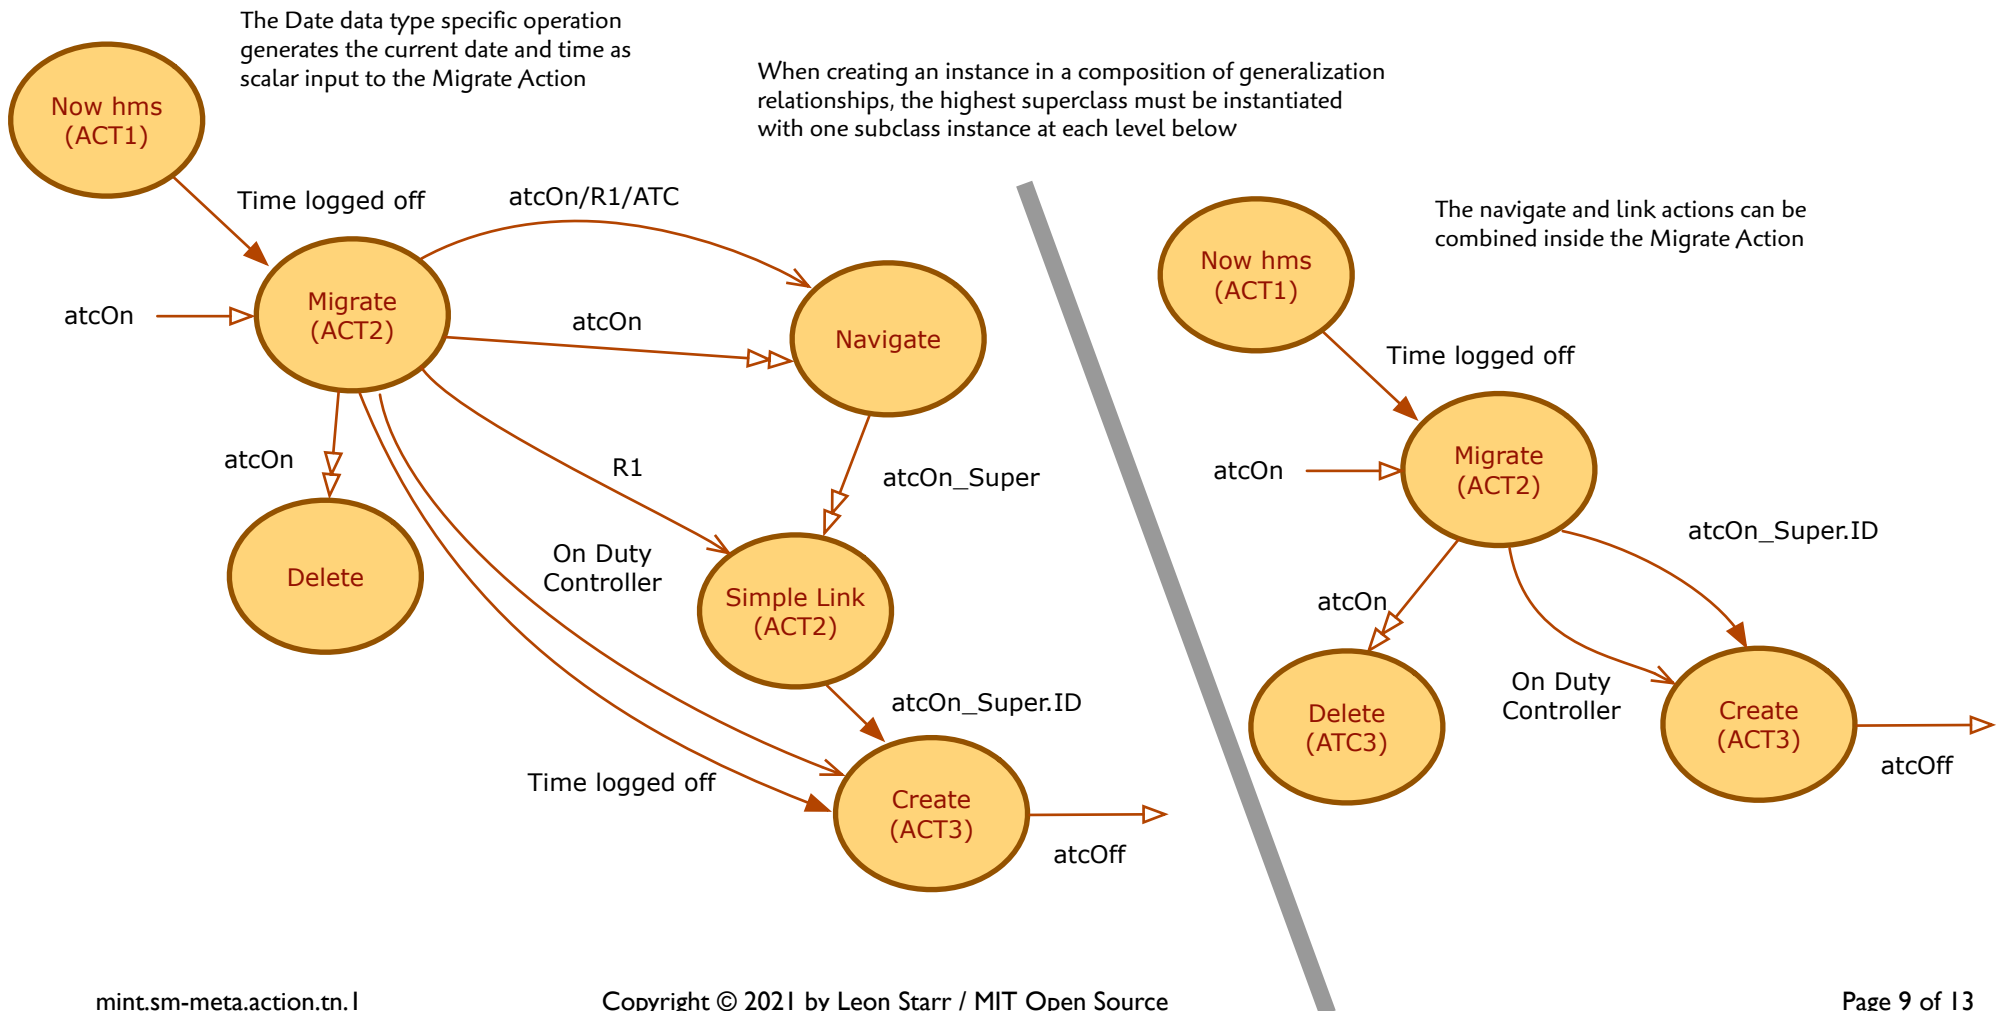 The Date data type specific operation
generates the current date and time as
scalar input to the Migrate Action
When creating an instance in a composition of generalization
relationships, the highest superclass must be instantiated
with one subclass instance at each level below
Now hms
(ACT1)
Time logged off
atcOn/R1/ATC
atcOn
Migrate
(ACT2)
atcOn
Navigate
atcOn
R1
atcOn_Super
Delete
On Duty
Controller
Simple Link
(ACT2)
atcOn_Super.ID
Time logged off
Create
(ACT3)
atcOff
The navigate and link actions can be
combined inside the Migrate Action
Now hms
(ACT1)
Time logged off
atcOn
Migrate
(ACT2)
atcOn_Super.ID
atcOn
On Duty
Controller
Delete
(ATC3)
Create
(ACT3)
atcOff
mint.sm-meta.action.tn.1
Copyright © 2021 by Leon Starr / MIT Open Source
Page 9 of 13